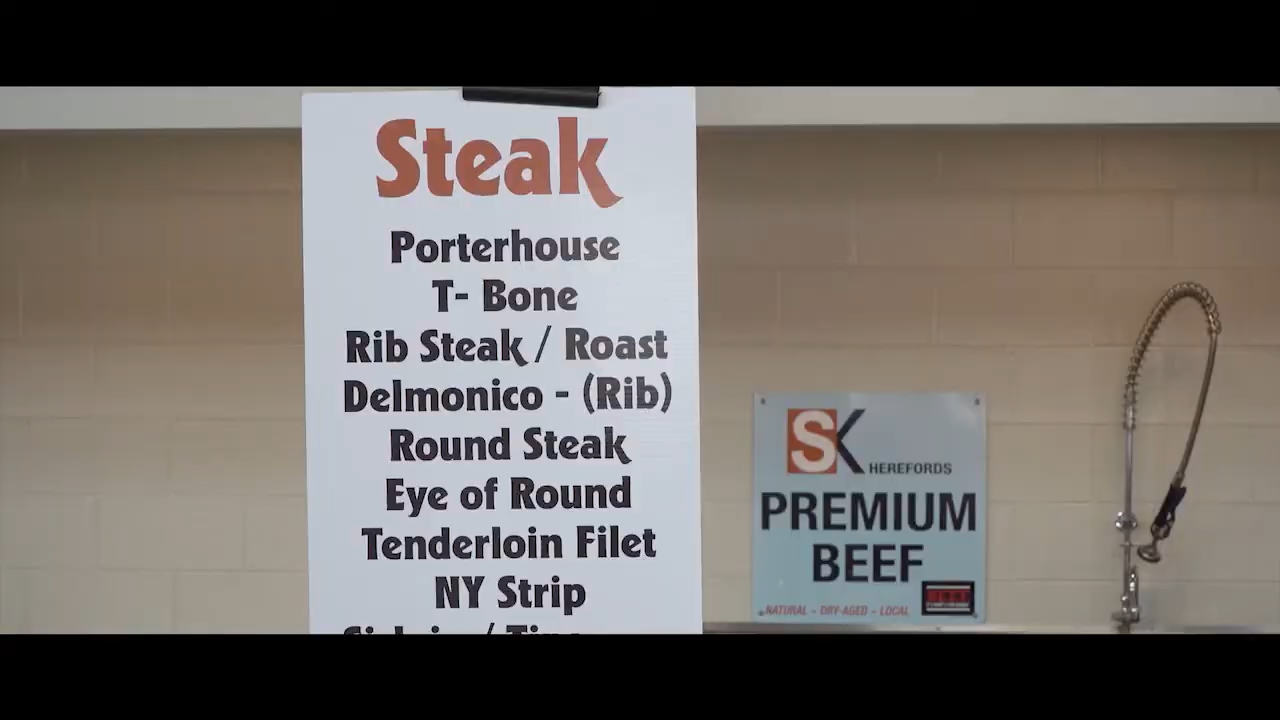 Steak
Porterhouse
T- Bone
Rib Steak / Roast
Delmonico - (Rib)
Round Steak
Eye of Round
Tenderloin Filet
NY Strip
SK HEREFORDS
PREMIUM
BEEF
NATURAL - DRY-AGED - LOCAL